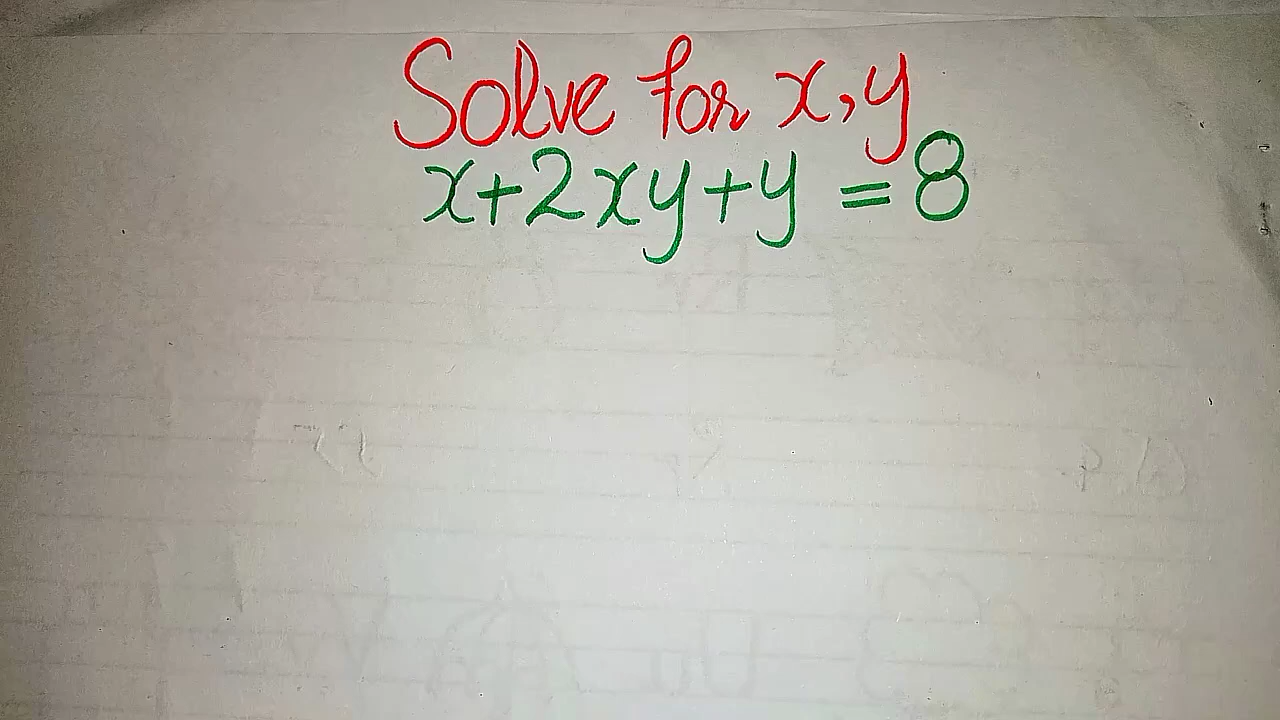 Solve for x, y
x+2xy+y = 8